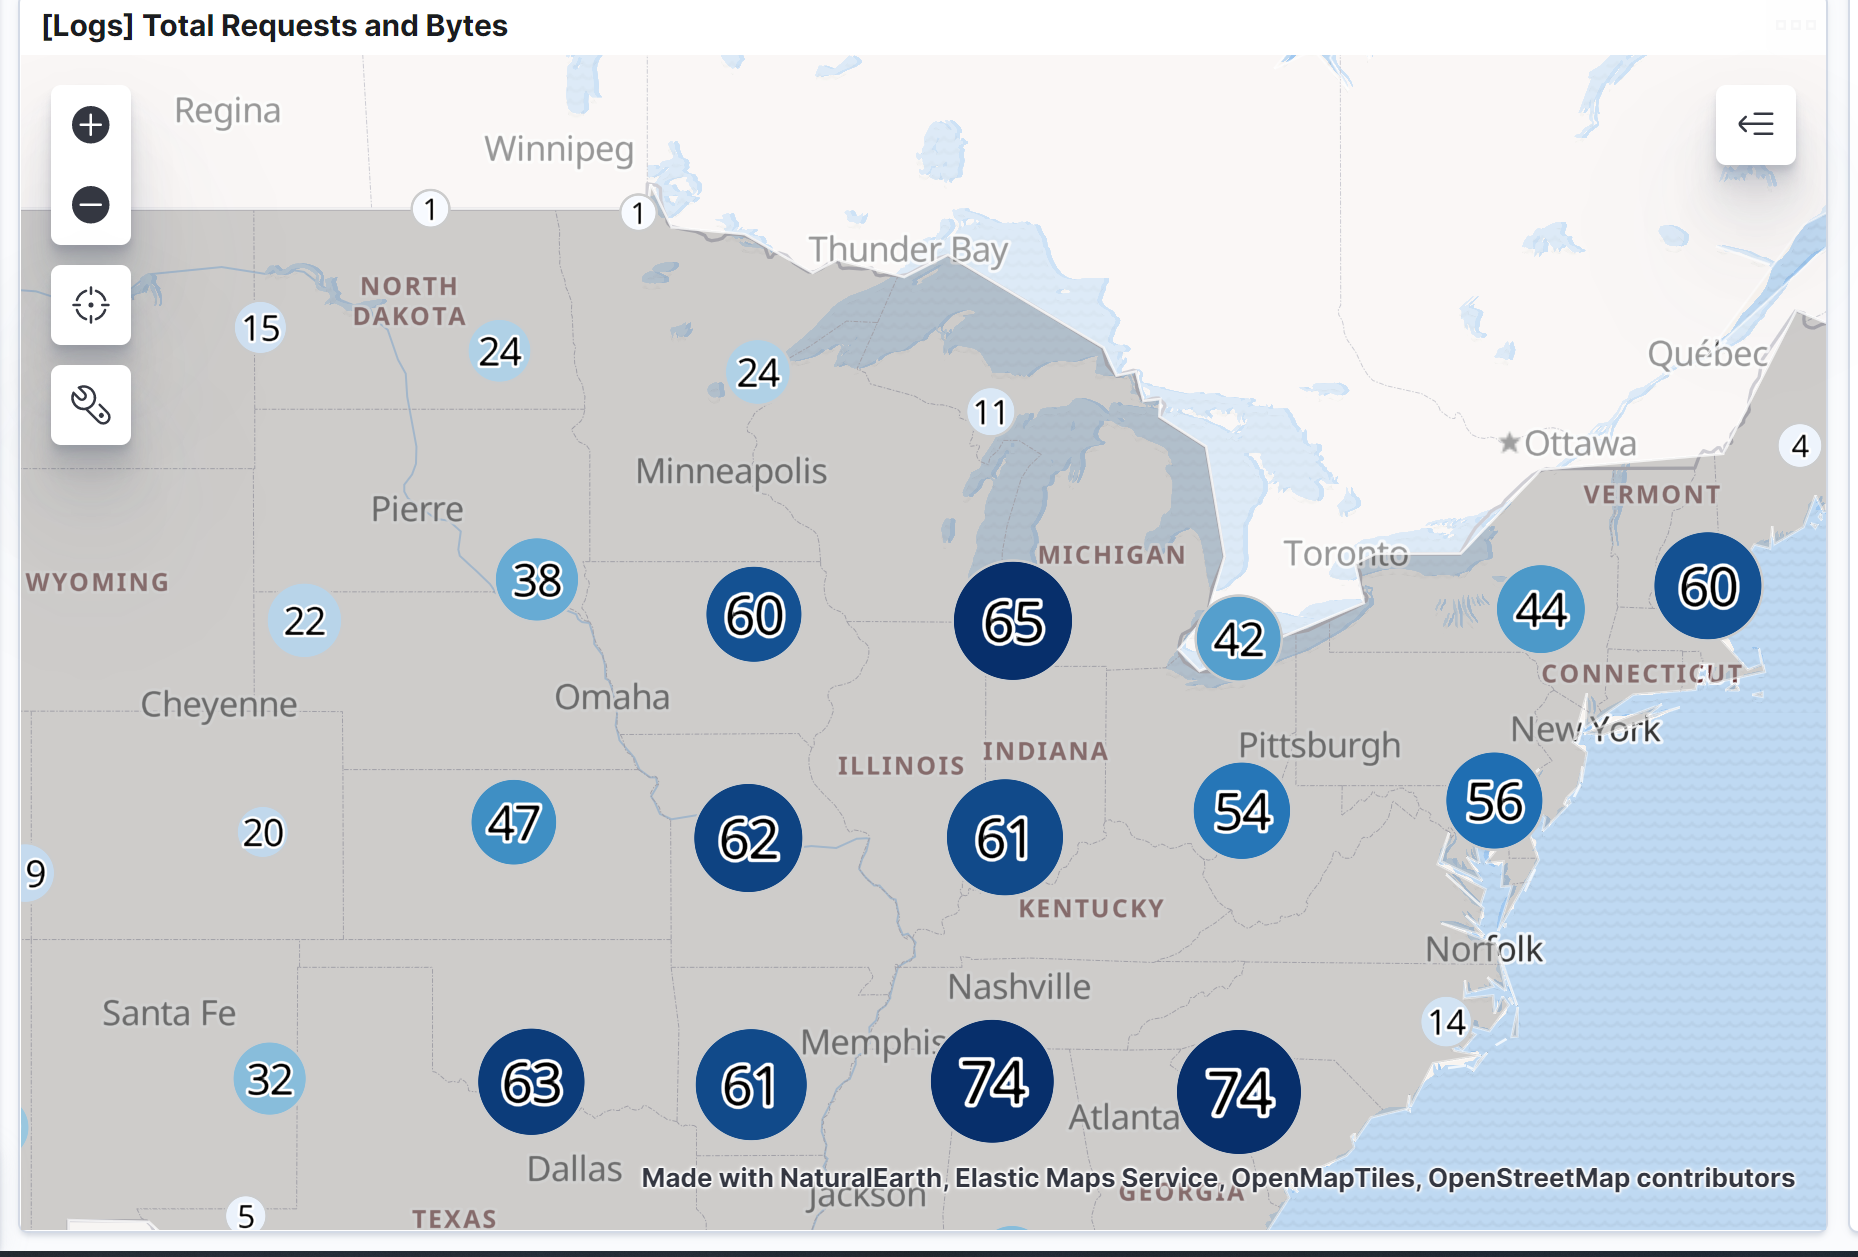 [Logs] Total Requests and Bytes
Regina
Winnipeg
1
1
Thunder Bay
NORTH
DAKOTA
15
24
24
11
Québec
Ottawa
4
Minneapolis
VERMONT
Pierre
MICHIGAN
Toronto
WYOMING
38
60
65
42
44
60
22
CONNECTICUT
Cheyenne
Omaha
New York
Pittsburgh
ILLINOIS
INDIANA
20
47
62
61
54
56
9
KENTUCKY
Norfolk
Nashville
Santa Fe
14
Memphis
32
63
61
74
74
Atlanta
Dallas
Made with NaturalEarth, Elastic Maps Service, OpenMapTiles, OpenStreetMap contributors
Jackson
GEORGIA
5
TEXAS